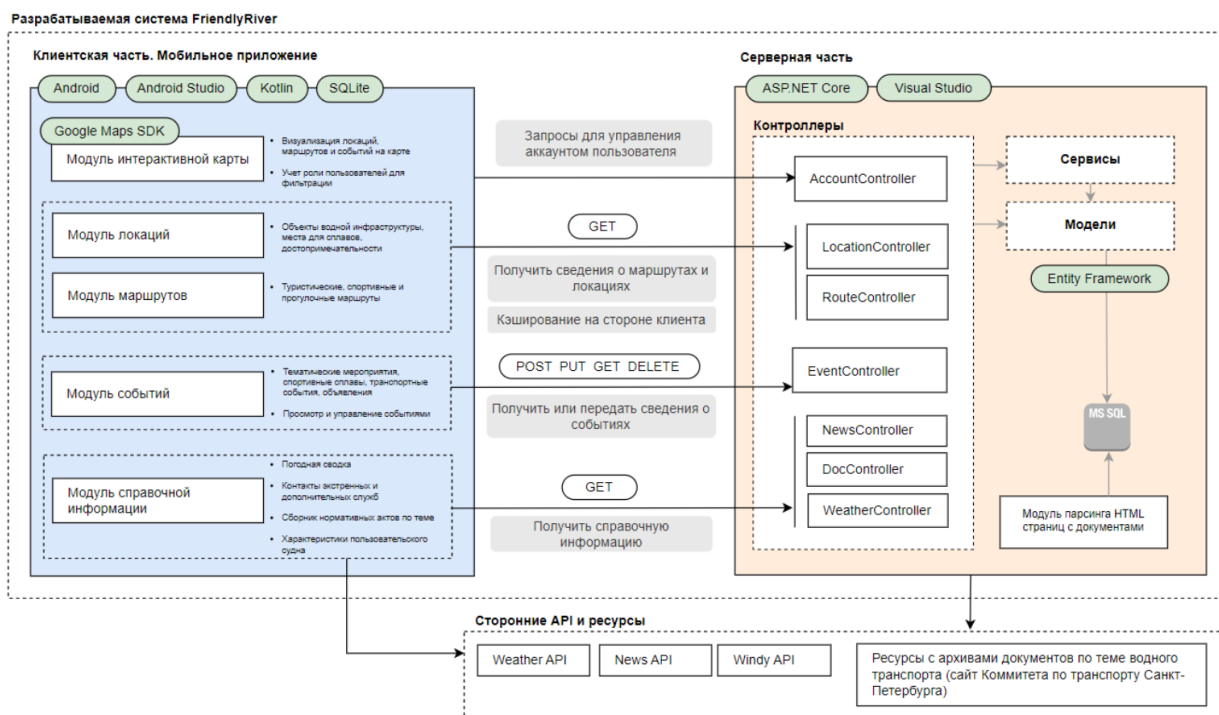 Разрабатываемая система FriendlyRiver
Клиентская часть. Мобильное приложение
Android
Android Studio
Kotlin
SQLite
Google Maps SDK
Модуль интерактивной карты
• Визуализация локаций,
маршрутов и событий на карте
• Учет роли пользователей для
фильтрации
Модуль локаций
• Объекты водной инфраструктуры,
места для сплавов,
достопримечательности
Модуль маршрутов
• Туристические, спортивные и
прогулочные маршруты
Модуль событий
• Тематические мероприятия,
спортивные сплавы, транспортные
события, объявления
• Просмотр и управление событиями
Модуль справочной
информации
• Погодная сводка
• Контакты экстренных и
дополнительных служб
• Сборник нормативных актов по теме
• Характеристики пользовательского
судна
Запросы для управления
аккаунтом пользователя
GET
Получить сведения о маршрутах и
локациях
Кэширование на стороне клиента
POST PUT GET DELETE
Получить или передать сведения о
событиях
GET
Получить справочную
информацию
Серверная часть
ASP.NET Core
Visual Studio
Контроллеры
AccountController
LocationController
RouteController
EventController
NewsController
DocController
WeatherController
Сервисы
Модели
Entity Framework
MS SQL
Модуль парсинга HTML
страниц с документами
Сторонние API и ресурсы
Weather API
News API
Windy API
Ресурсы с архивами документов по теме водного
транспорта (сайт Коммитета по транспорту Санкт-
Петербурга)